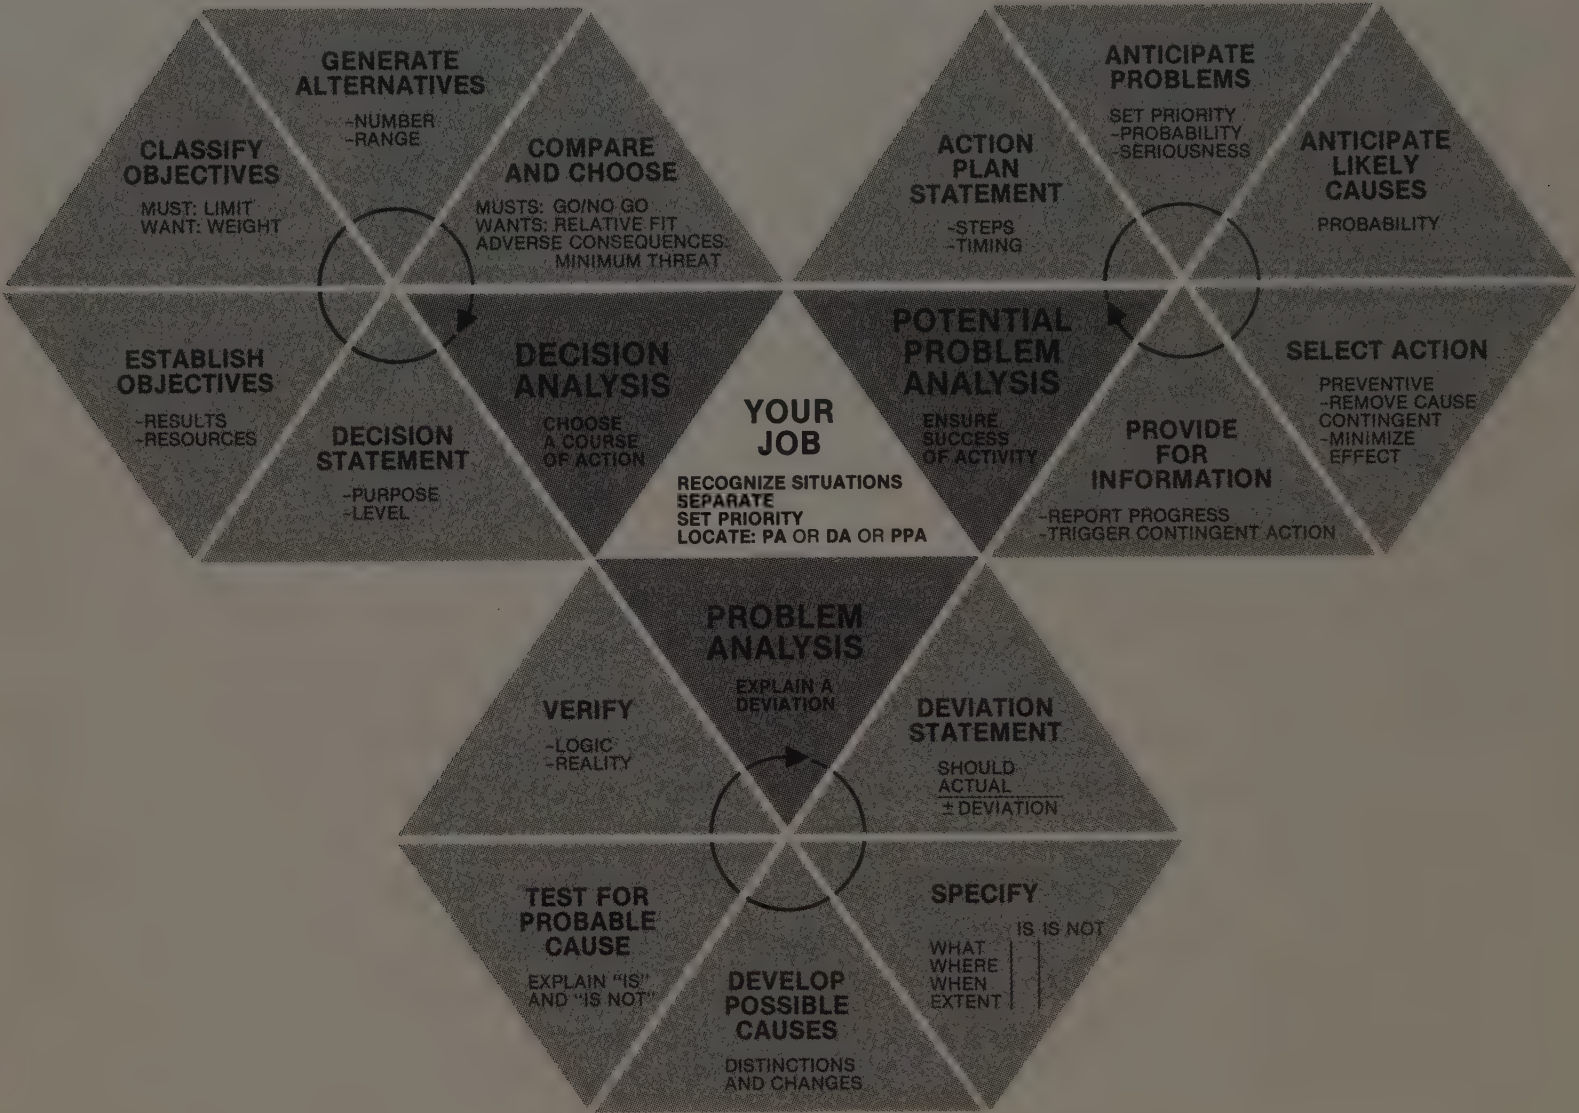 GENERATE
ALTERNATIVES
-NUMBER
-RANGE
CLASSIFY
OBJECTIVES
MUST: LIMIT
WANT: WEIGHT
COMPARE
AND CHOOSE
MUSTS: GO/NO GO
WANTS: RELATIVE FIT
ADVERSE CONSEQUENCES:
MINIMUM THREAT
ESTABLISH
OBJECTIVES
-RESULTS
-RESOURCES
DECISION
STATEMENT
-PURPOSE
-LEVEL
DECISION
ANALYSIS
CHOOSE
A COURSE
OF ACTION
ANTICIPATE
PROBLEMS
SET PRIORITY
-PROBABILITY
-SERIOUSNESS
ACTION
PLAN
STATEMENT
-STEPS
-TIMING
ANTICIPATE
LIKELY
CAUSES
PROBABILITY
POTENTIAL
PROBLEM
ANALYSIS
ENSURE
SUCCESS
OF ACTIVITY
SELECT ACTION
PREVENTIVE
-REMOVE CAUSE
CONTINGENT
-MINIMIZE
EFFECT
PROVIDE
FOR
INFORMATION
-REPORT PROGRESS
-TRIGGER CONTINGENT ACTION
YOUR
JOB
RECOGNIZE SITUATIONS
SEPARATE
SET PRIORITY
LOCATE: PA OR DA OR PPA
PROBLEM
ANALYSIS
EXPLAIN A
DEVIATION
VERIFY
-LOGIC
-REALITY
DEVIATION
STATEMENT
SHOULD
ACTUAL
± DEVIATION
TEST FOR
PROBABLE
CAUSE
EXPLAIN "IS"
AND "IS NOT"
DEVELOP
POSSIBLE
CAUSES
DISTINCTIONS
AND CHANGES
SPECIFY
IS IS NOT
WHAT
WHERE
WHEN
EXTENT